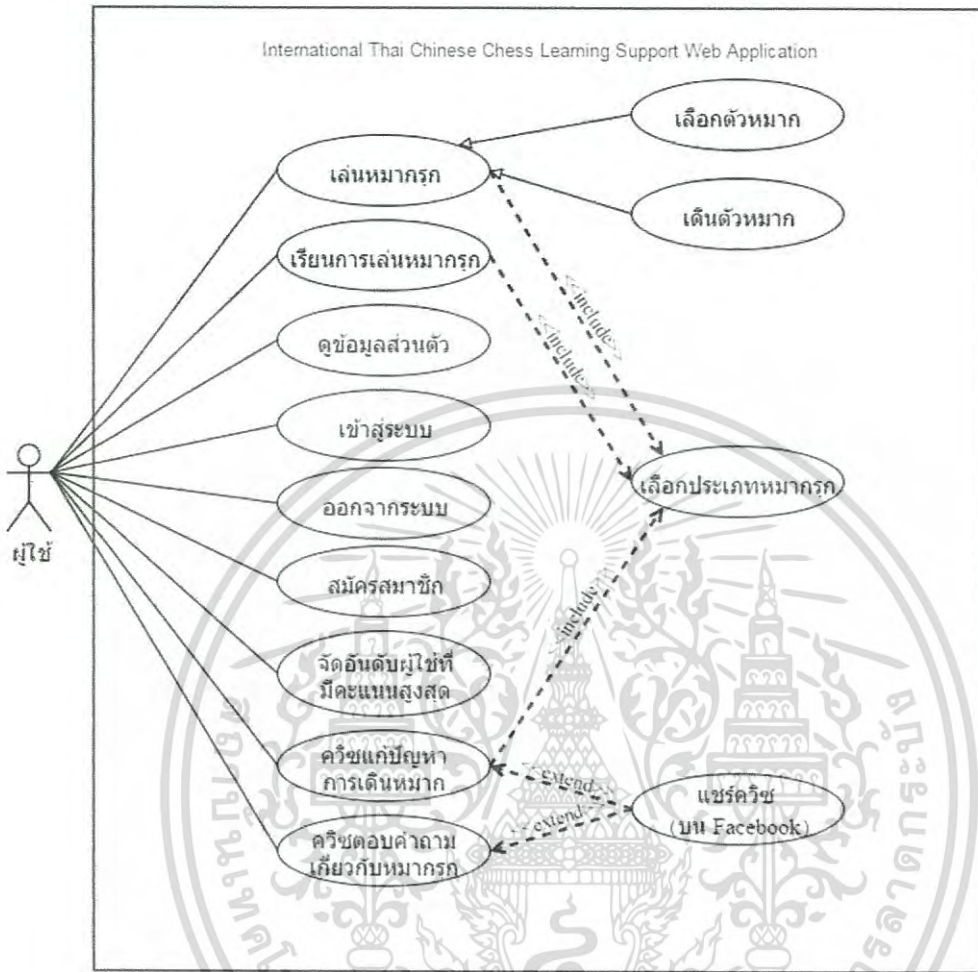 International Thai Chinese Chess Learning Support Web Application
เลือกตัวหมาก
เล่นหมากรุก
เดินตัวหมาก
เรียนการเล่นหมากรุก
<<include>>
<<include>>
ดูข้อมูลส่วนตัว
เข้าสู่ระบบ
เลือกประเภทหมากรุก
ออกจากระบบ
ผู้ใช้
สมัครสมาชิก
<<include>>
จัดอันดับผู้ใช้ที่
มีคะแนนสูงสุด
ควิซแก้ปัญหา
การเดินหมาก
<<extend>>
แชร์ควิซ
(บน Facebook)
<<extend>>
ควิซตอบคำถาม
เกี่ยวกับหมากรุก